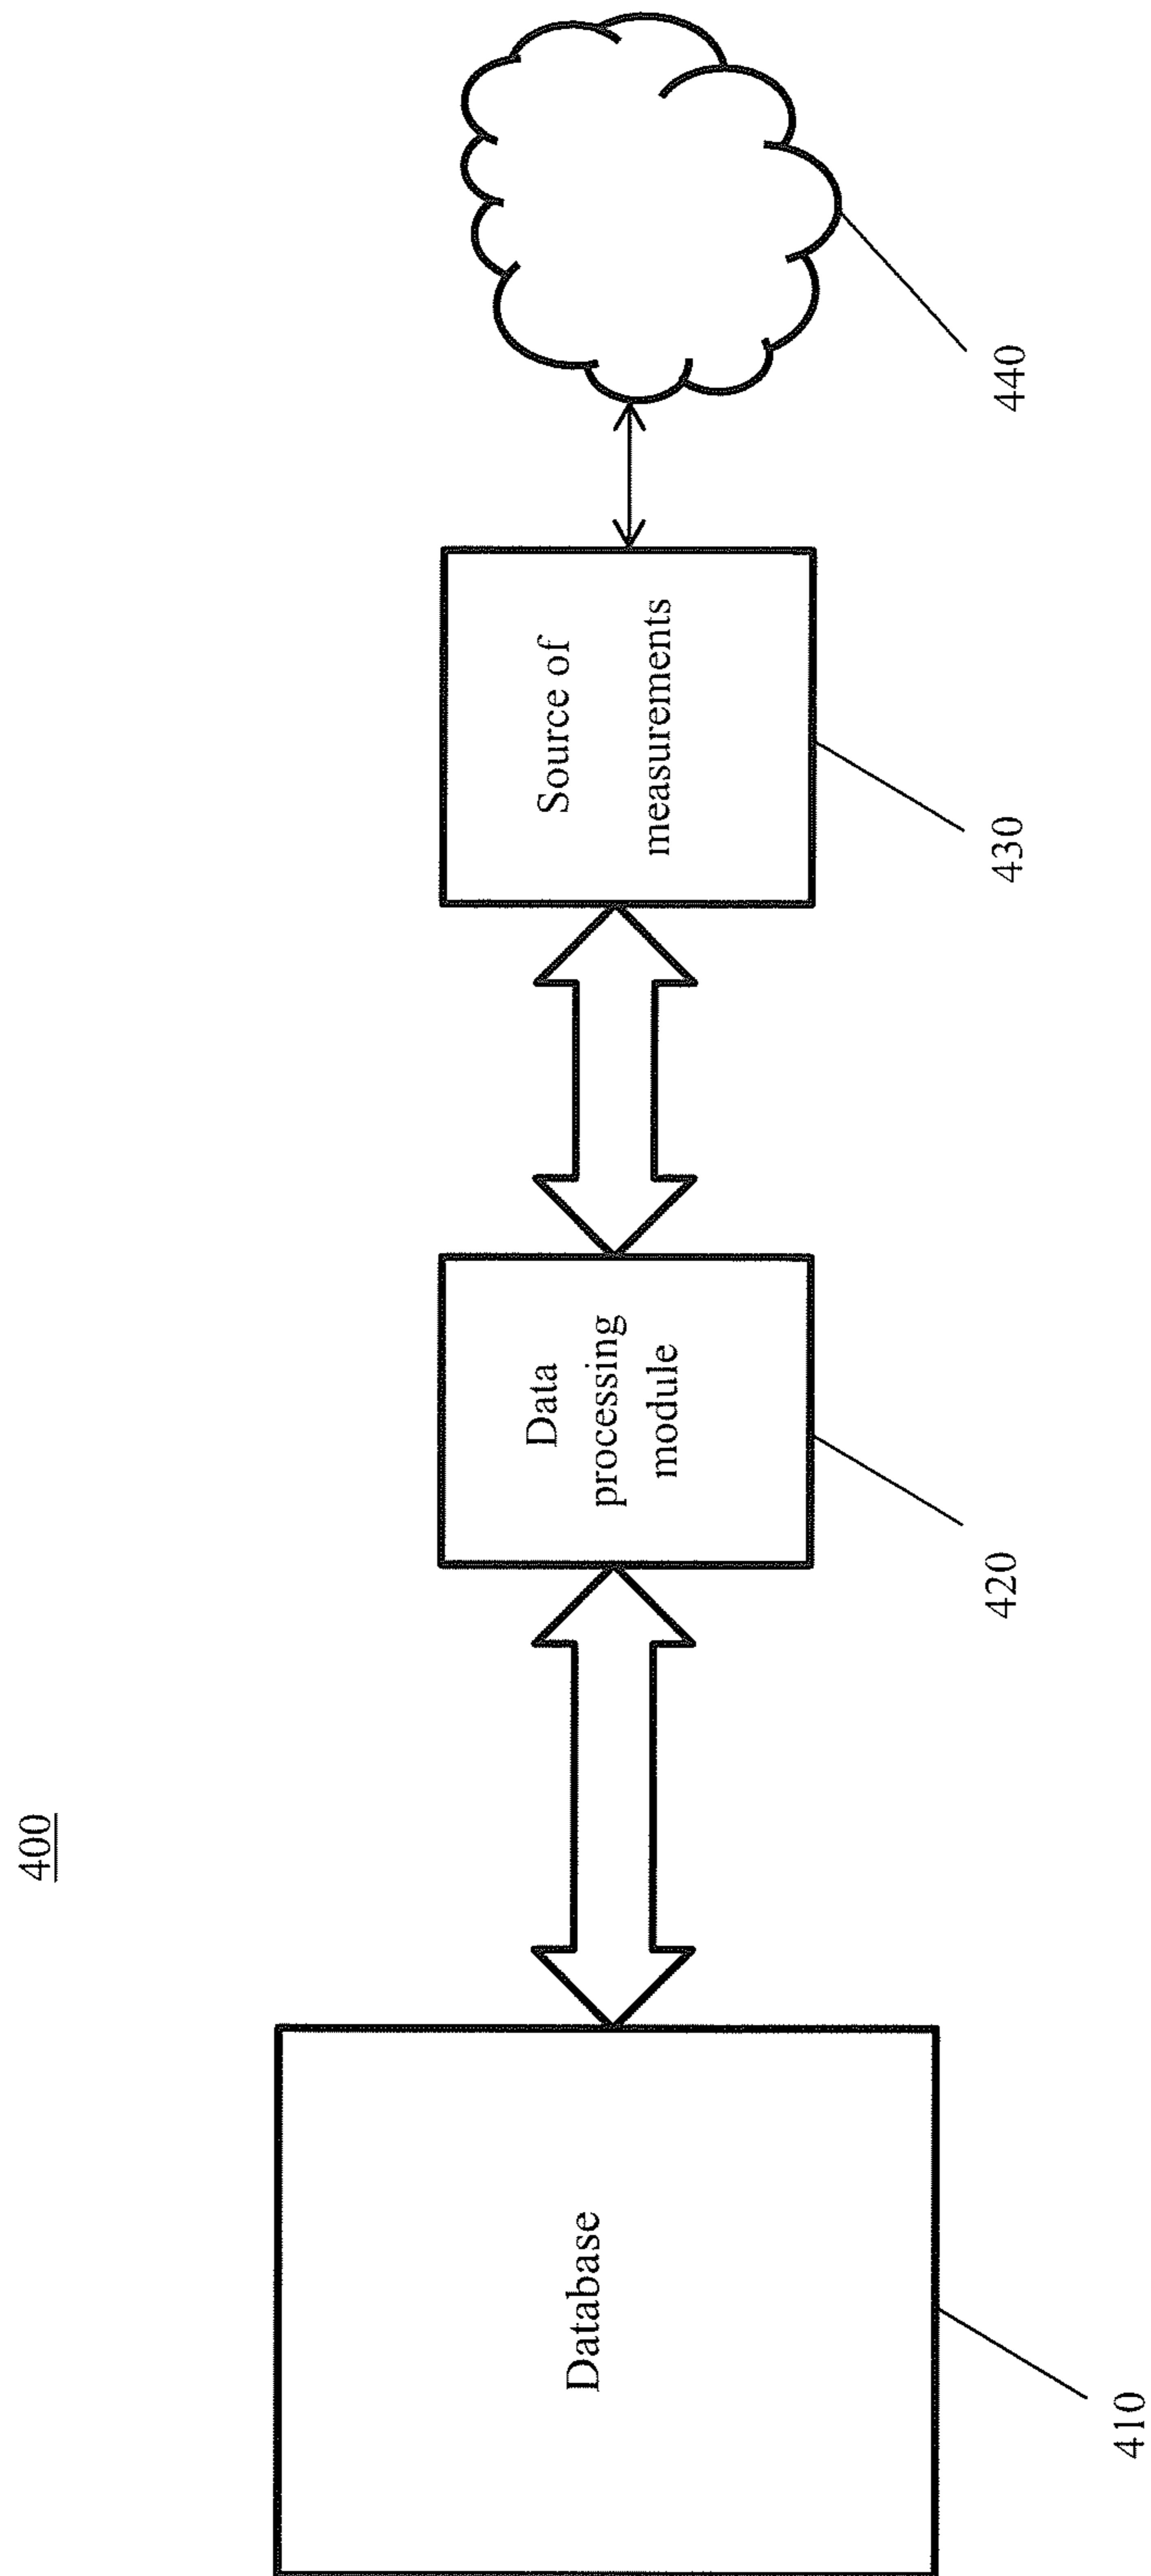 400
Database
Data
processing
module
Source of
measurements
410
420
430
440